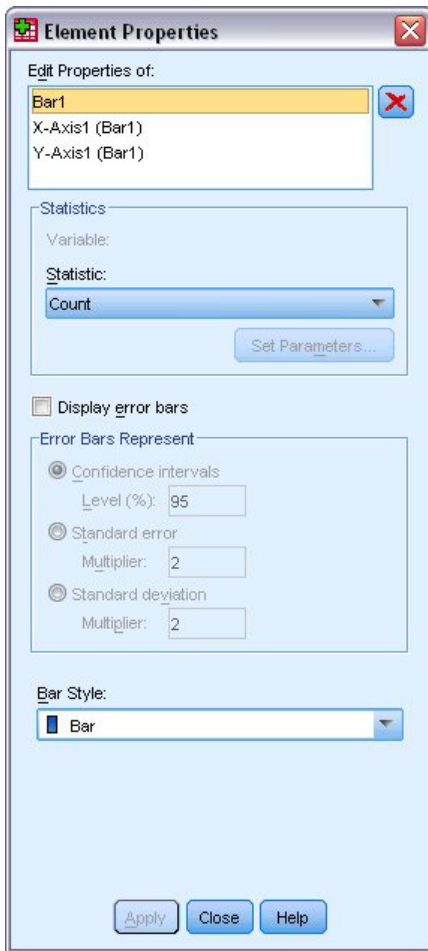 Element Properties
Edit Properties of:
Bar1
X-Axis1 (Bar1)
Y-Axis1 (Bar1)
Statistics
Variable:
Statistic:
Count
Set Parameters...
Display error bars
Error Bars Represent
Confidence intervals
Level (%): 95
Standard error
Multiplier: 2
Standard deviation
Multiplier: 2
Bar Style:
Bar
Apply Close Help